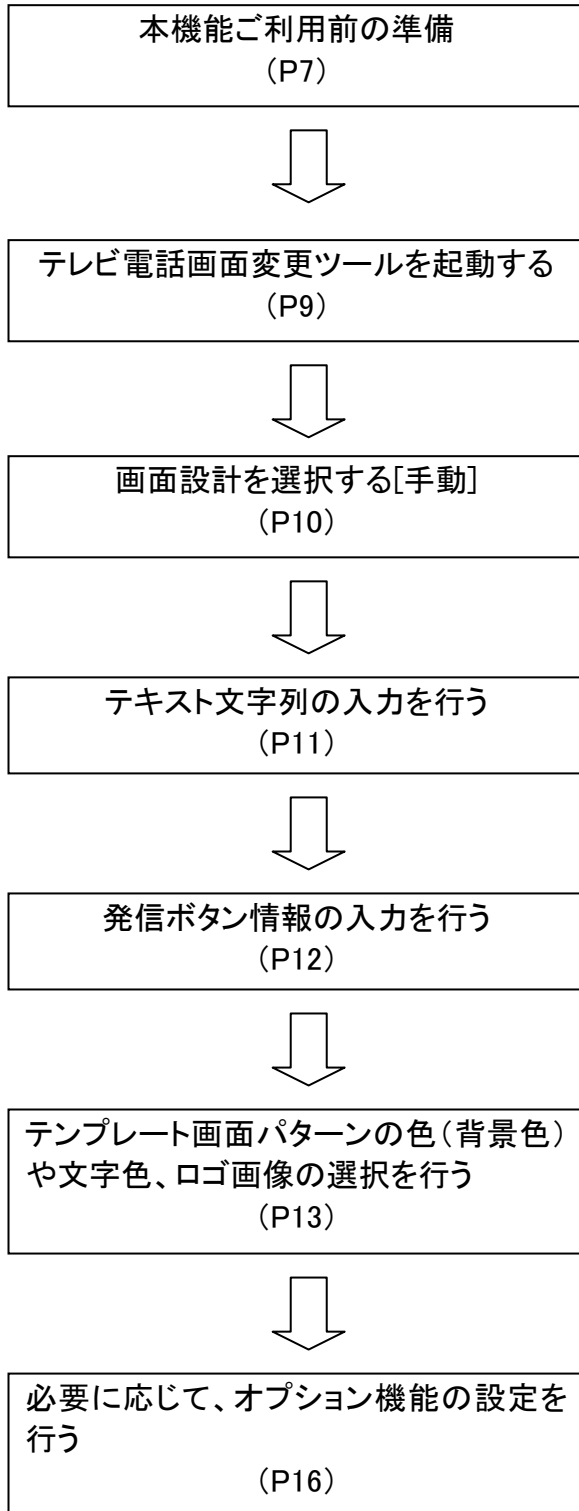 本機能ご利用前の準備
(P7)
テレビ電話画面変更ツールを起動する
(P9)
画面設計を選択する[手動]
(P10)
テキスト文字列の入力を行う
(P11)
発信ボタン情報の入力を行う
(P12)
テンプレート画面パターンの色(背景色)
や文字色、ロゴ画像の選択を行う
(P13)
必要に応じて、オプション機能の設定を
行う
(P16)